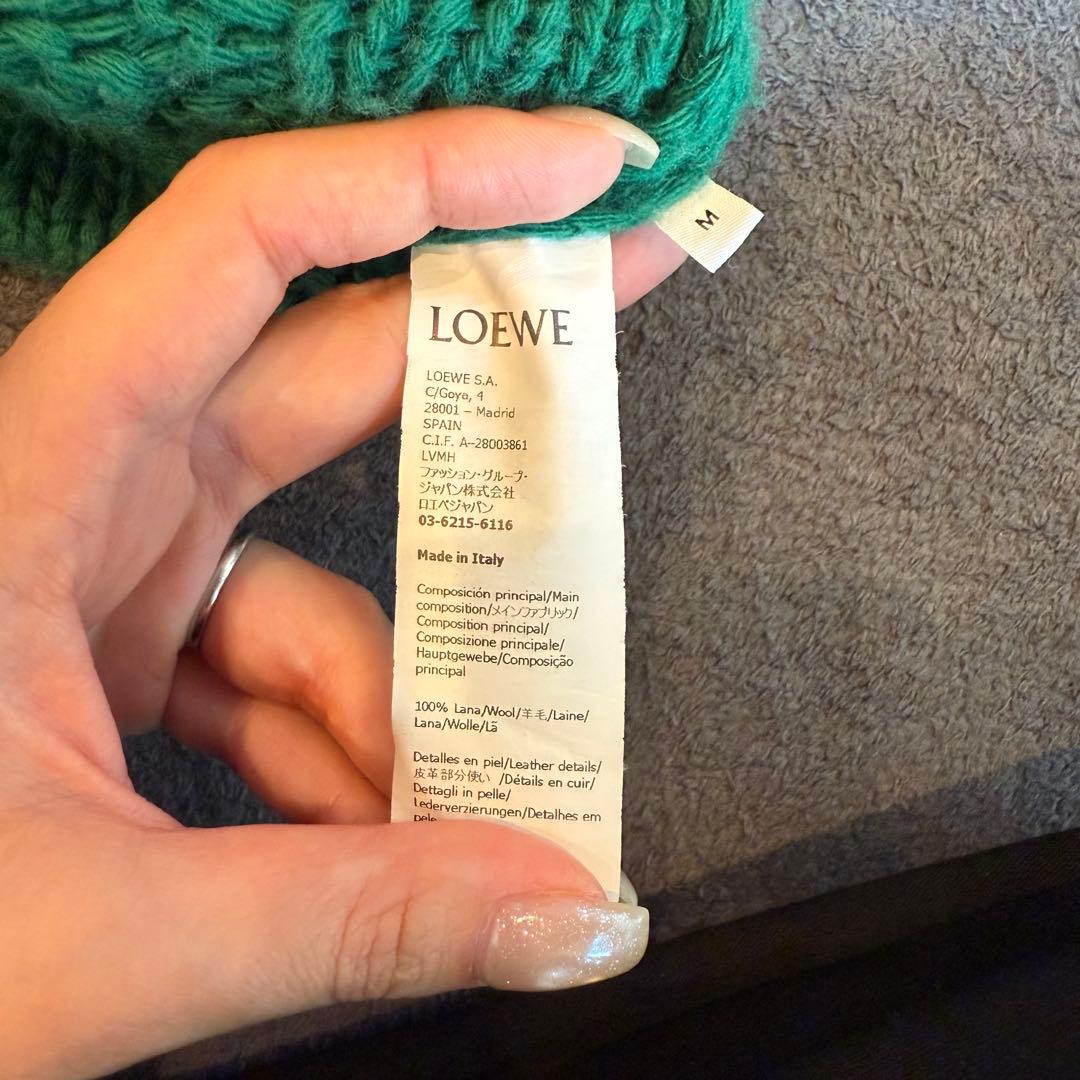 M
LOEWE
LOEWE S.A.
C/Goya, 4
28001 – Madrid
SPAIN
C.I.F. A-28003861
LVMH
ファッション・グループ・
ジャパン株式会社
ロエベジャパン
03-6215-6116
Made in Italy
Composición principal/Main
composition/メインファブリック/
Composition principal/
Composizione principale/
Hauptgewebe/Composição
principal
100% Lana/Wool/羊毛/Laine/
Lana/Wolle/Lã
Detalles en piel/Leather details/
皮革部分使い /Détails en cuir/
Dettagli in pelle/
Lederverzierungen/Detalhes em
pele